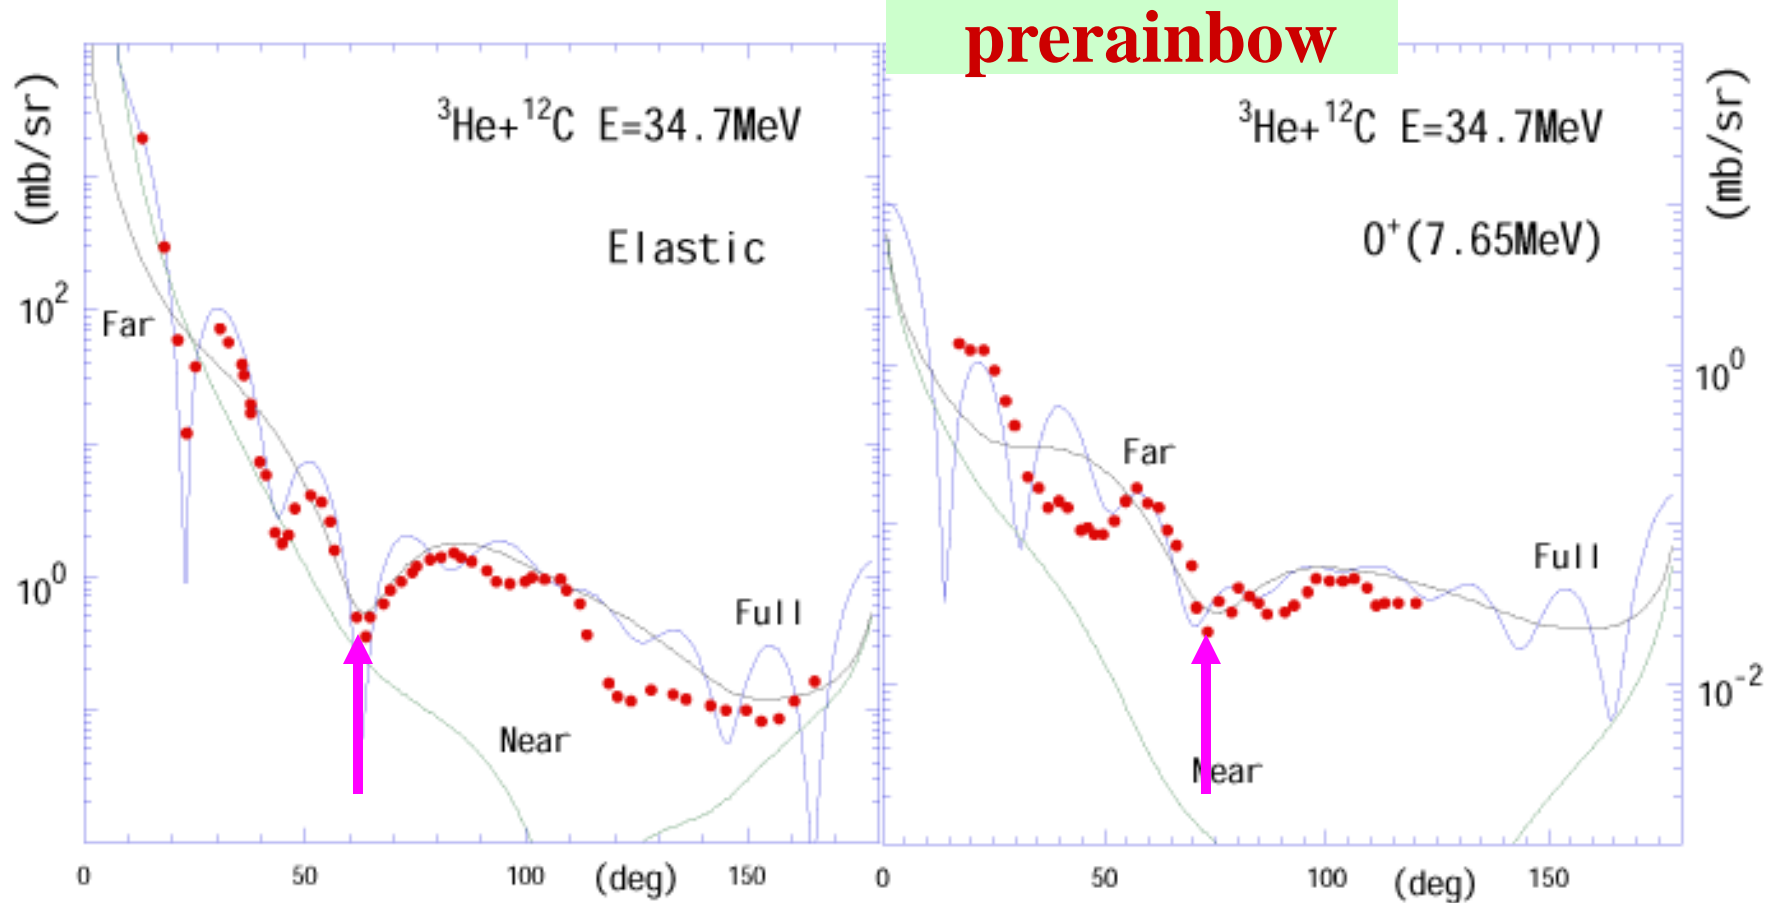 prerainbow
(mb/sr)
³He+¹²C E=34.7MeV
Elastic
10²
Far
10⁰
Full
Near
0 50 100 (deg) 150
³He+¹²C E=34.7MeV
(mb/sr)
0⁺(7.65MeV)
10⁰
Far
Full
10⁻²
Near
0 50 100 (deg) 150